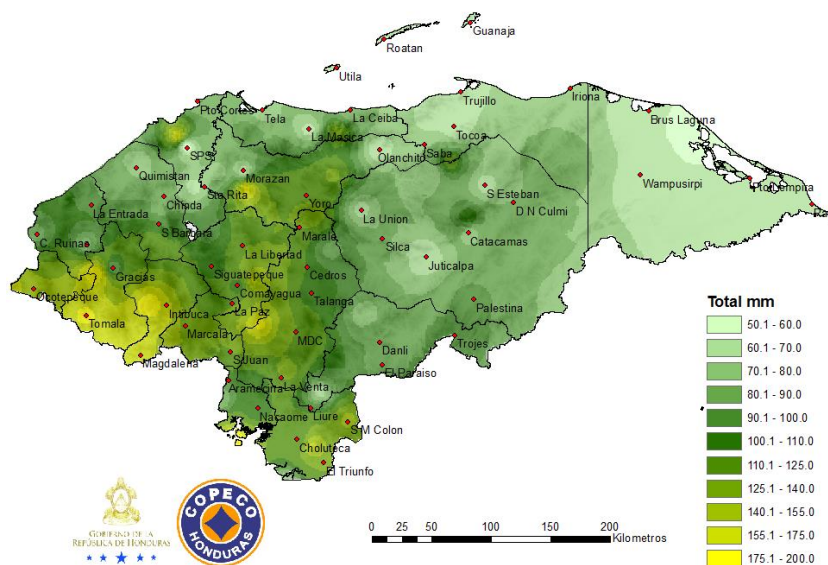 Guanaja
Roatan
Utila
Trujillo
Iriona
Pto Cortes
Tela
La Ceiba
Brus Laguna
La Masica
Tocoa
SPS
Olanchito
Saba
Quimistan
Morazan
Wampusirpi
Pto Lempira
Sta Rita
Yoro
S Esteban
Chinda
La Entrada
La Union
D N Culmi
S Barbara
Marale
C. Ruinas
Silca
Catacamas
La Libertad
Juticalpa
Gracias
Siguatepeque
Cedros
Ocotepeque
Comayagua
Talanga
Palestina
Intibuca
La Paz
Tomala
Marcala
MDC
Trojes
Danli
Magdalena
S Juan
El Paraiso
Aramecina
La Venta
Nacaome
Liure
S M Colon
Choluteca
El Triunfo
Total mm
50.1 - 60.0
60.1 - 70.0
70.1 - 80.0
80.1 - 90.0
90.1 - 100.0
100.1 - 110.0
110.1 - 125.0
125.1 - 140.0
140.1 - 155.0
155.1 - 175.0
175.1 - 200.0
GOBIERNO DE LA
REPÚBLICA DE HONDURAS
COPECO
HONDURAS
0 25 50 100 150 200
Kilometros